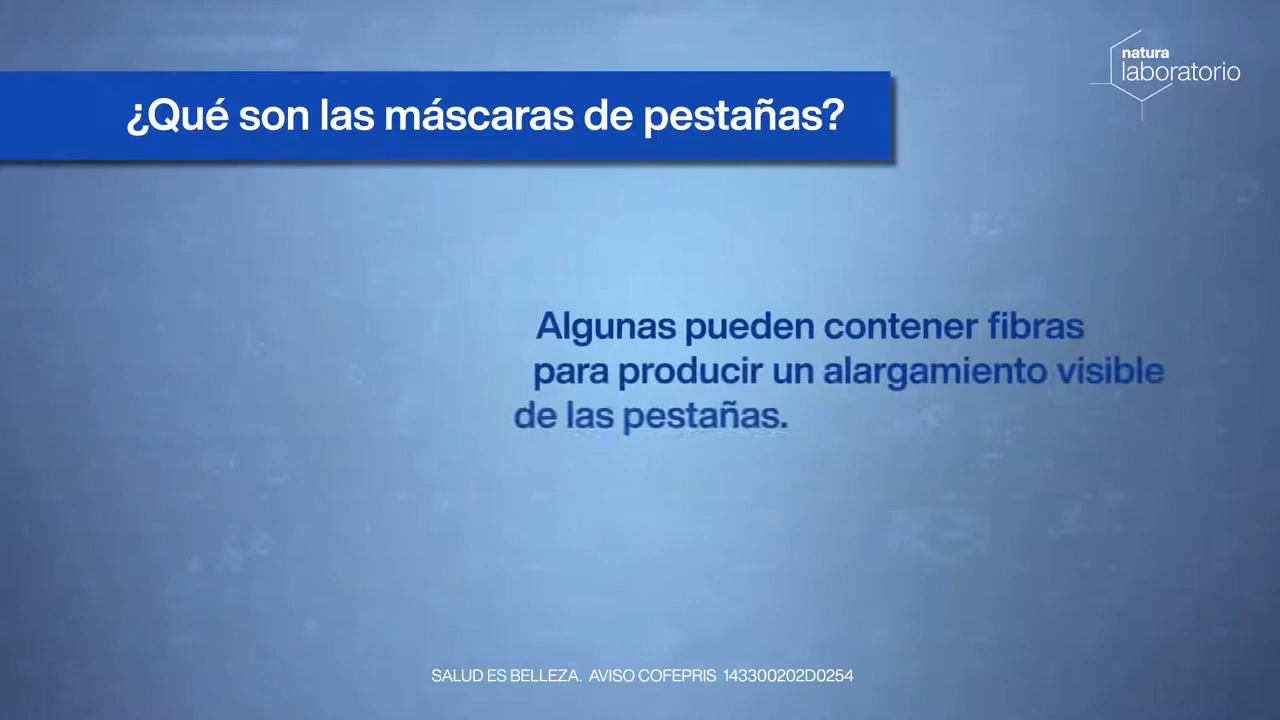 natura
laboratorio
¿Qué son las máscaras de pestañas?
Algunas pueden contener fibras
para producir un alargamiento visible
de las pestañas.
SALUD ES BELLEZA. AVISO COFEPRIS 143300202D0254